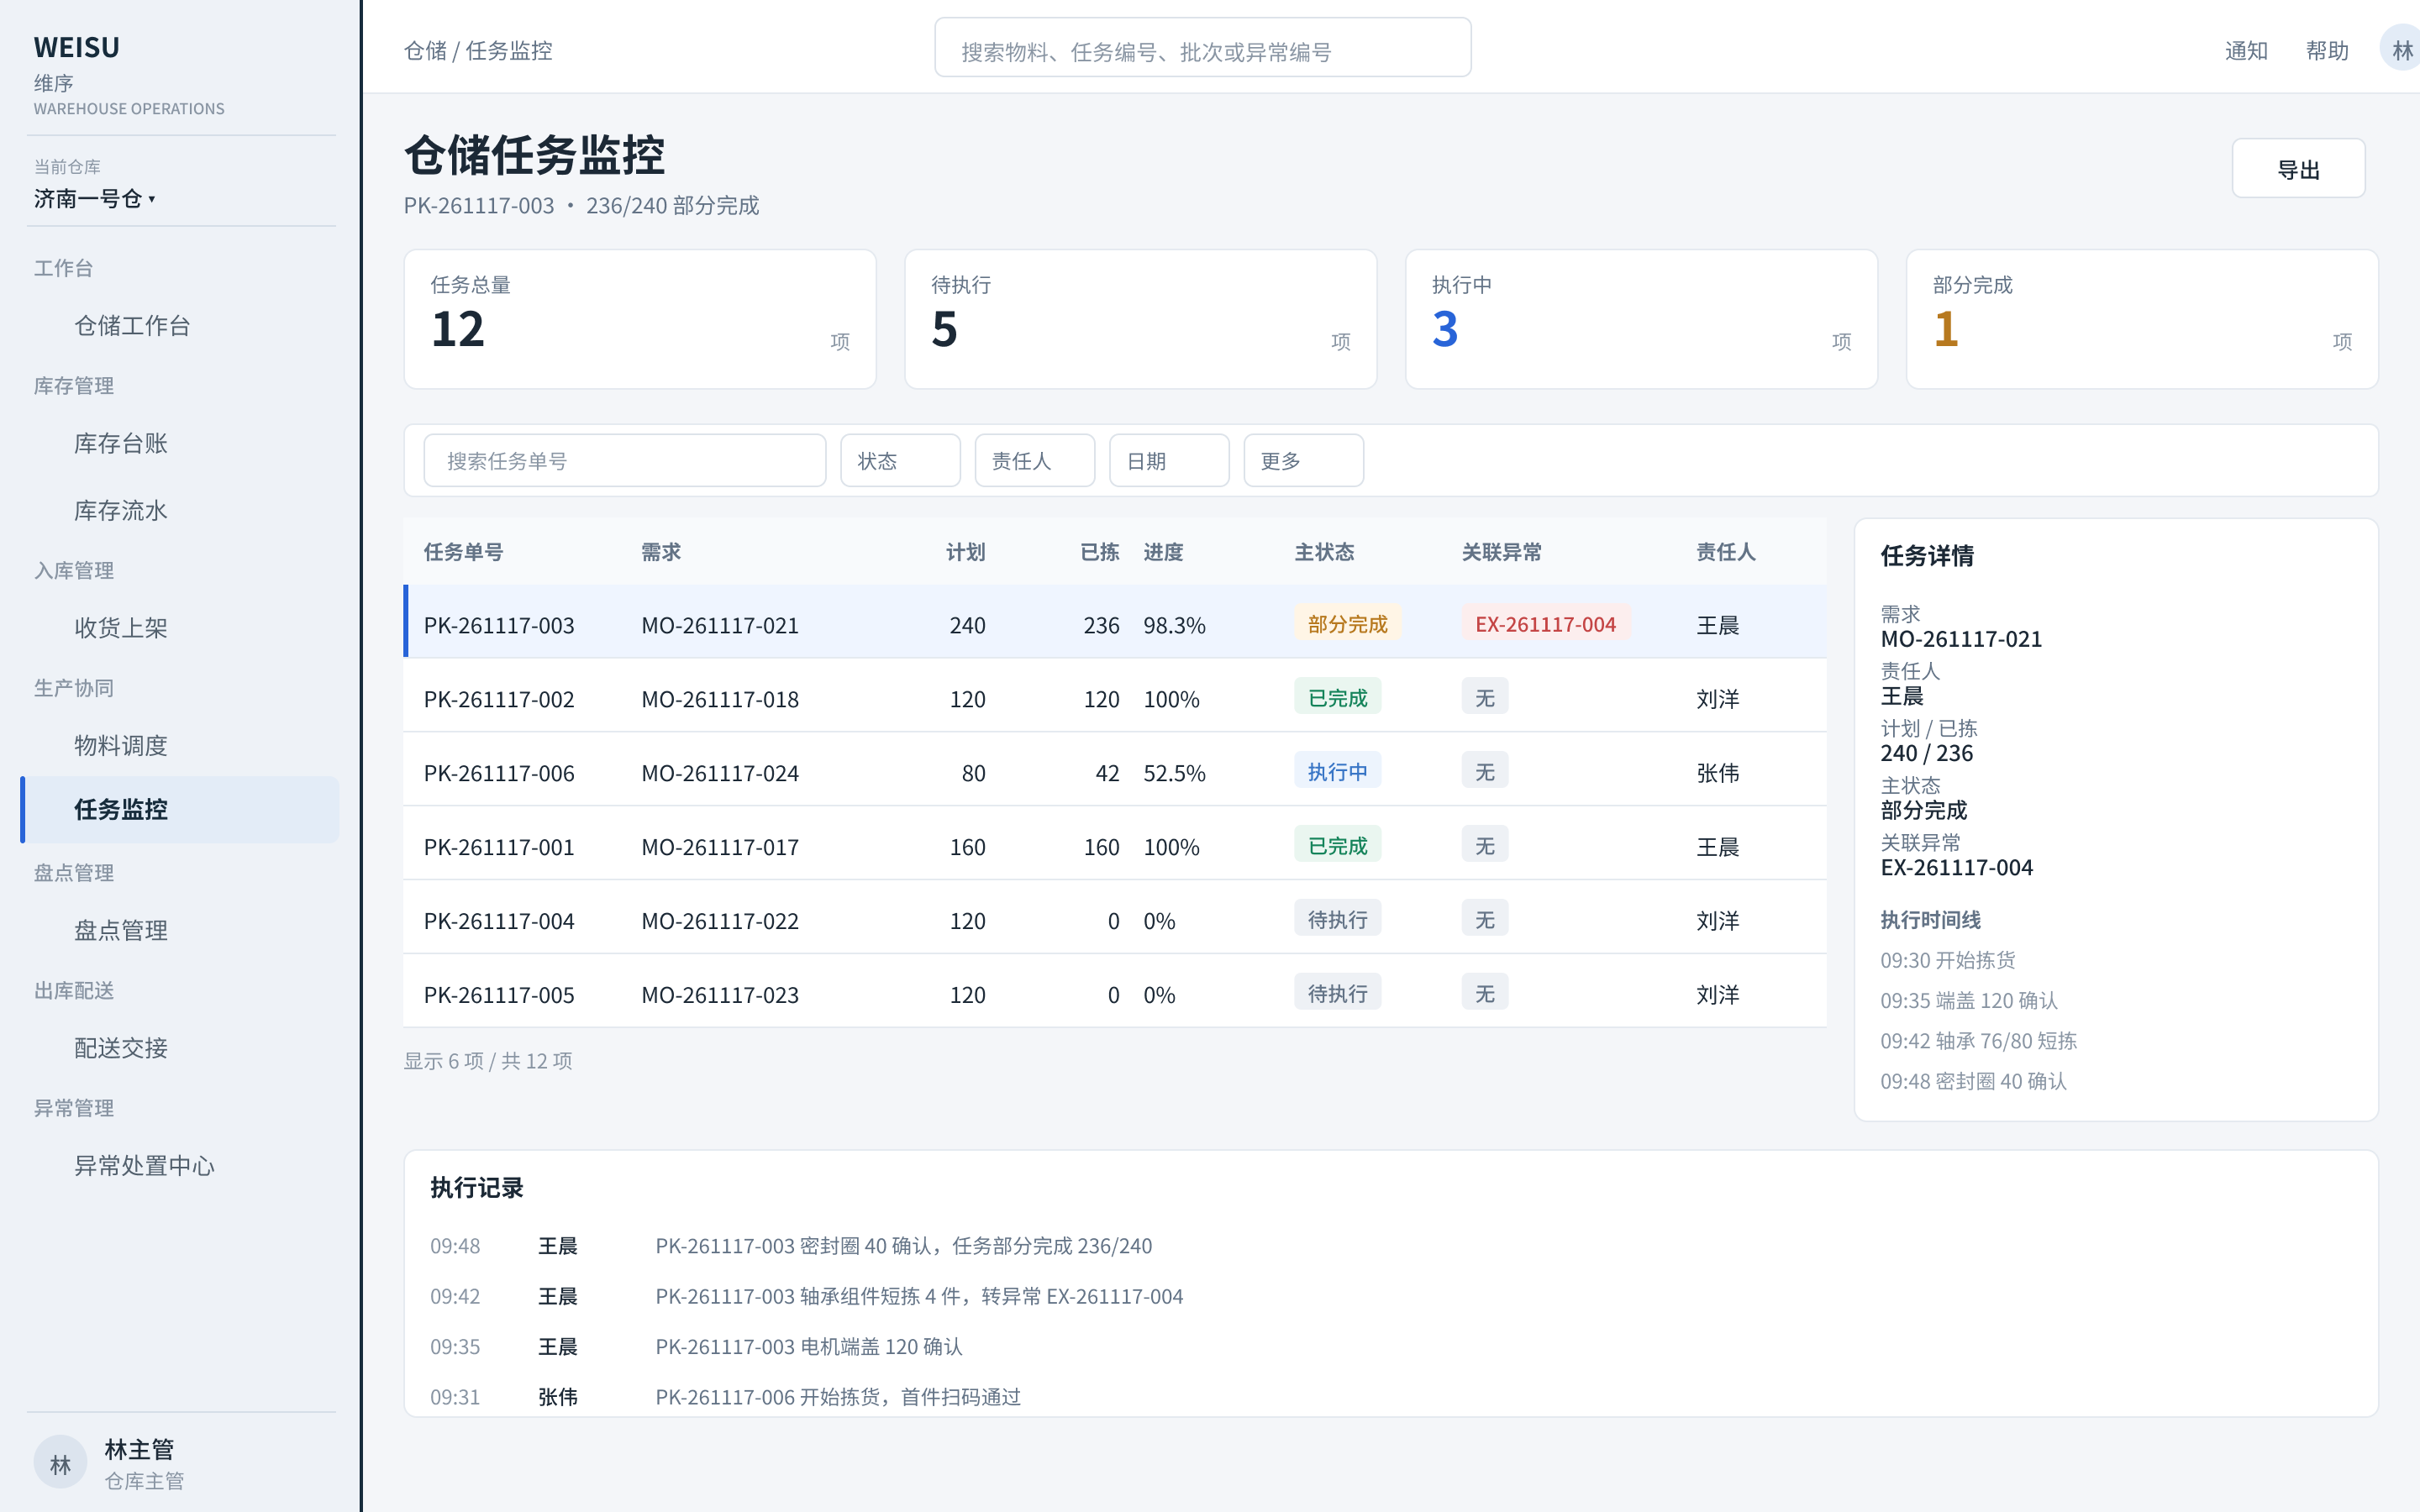 WEISU
维序
WAREHOUSE OPERATIONS
当前仓库
济南一号仓 ▾
工作台
仓储工作台
库存管理
库存台账
库存流水
入库管理
收货上架
生产协同
物料调度
任务监控
盘点管理
盘点管理
出库配送
配送交接
异常管理
异常处置中心
林
林主管
仓库主管
仓储 / 任务监控
搜索物料、任务编号、批次或异常编号
通知 帮助 林
仓储任务监控
PK-261117-003 • 236/240 部分完成
导出
任务总量
12 项
待执行
5 项
执行中
3 项
部分完成
1 项
搜索任务单号 状态 责任人 日期 更多
任务单号 需求 计划 已拣 进度 主状态 关联异常 责任人
PK-261117-003 MO-261117-021 240 236 98.3% 部分完成 EX-261117-004 王晨
PK-261117-002 MO-261117-018 120 120 100% 已完成 无 刘洋
PK-261117-006 MO-261117-024 80 42 52.5% 执行中 无 张伟
PK-261117-001 MO-261117-017 160 160 100% 已完成 无 王晨
PK-261117-004 MO-261117-022 120 0 0% 待执行 无 刘洋
PK-261117-005 MO-261117-023 120 0 0% 待执行 无 刘洋
显示 6 项 / 共 12 项
任务详情
需求
MO-261117-021
责任人
王晨
计划 / 已拣
240 / 236
主状态
部分完成
关联异常
EX-261117-004
执行时间线
09:30 开始拣货
09:35 端盖 120 确认
09:42 轴承 76/80 短拣
09:48 密封圈 40 确认
执行记录
09:48 王晨 PK-261117-003 密封圈 40 确认，任务部分完成 236/240
09:42 王晨 PK-261117-003 轴承组件短拣 4 件，转异常 EX-261117-004
09:35 王晨 PK-261117-003 电机端盖 120 确认
09:31 张伟 PK-261117-006 开始拣货，首件扫码通过